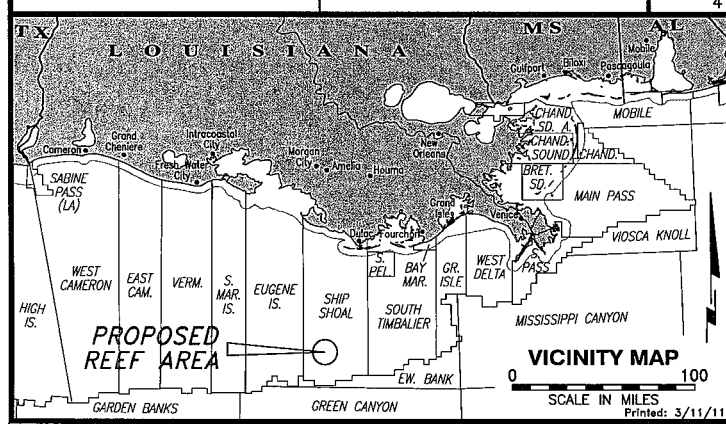 4
TX
LOUISIANA
MS
AL
Mobile
Gulfport
Biloxi
Pascagoula
CHAND.
SD. A.
MOBILE
Cameron
Grand
Cheniere
Intracoastal
City
Fresh Water
City
Morgan
City
Amelia
Houma
New
Orleans
CHAND.
SOUND
CHAND.
BRET.
SD.
MAIN PASS
SABINE
PASS
(LA)
Dulac
Fourchon
Grand
Isle
Venice
VIOSCA KNOLL
WEST
CAMERON
EAST
CAM.
VERM.
S.
MAR.
IS.
EUGENE
IS.
SHIP
SHOAL
S.
PEL.
BAY
MAR.
GR.
ISLE
WEST
DELTA
S.
PASS
SOUTH
TIMBALIER
HIGH
IS.
MISSISSIPPI CANYON
PROPOSED
REEF AREA
EW. BANK
GARDEN BANKS
GREEN CANYON
VICINITY MAP
0 100
SCALE IN MILES
Printed: 3/11/11